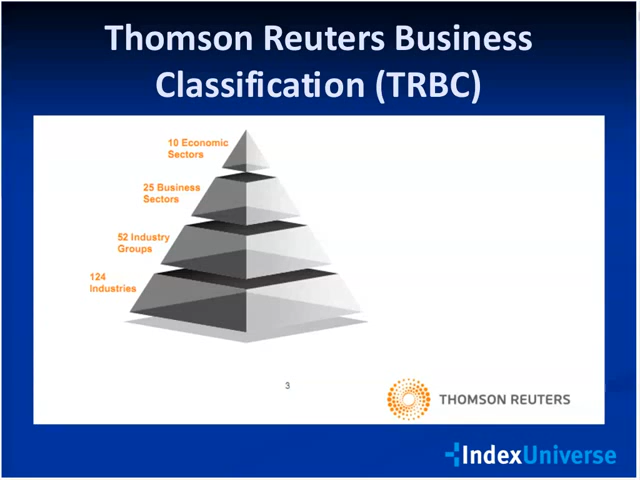 Thomson Reuters Business
Classification (TRBC)
10 Economic
Sectors
25 Business
Sectors
52 Industry
Groups
124
Industries
3
THOMSON REUTERS
IndexUniverse